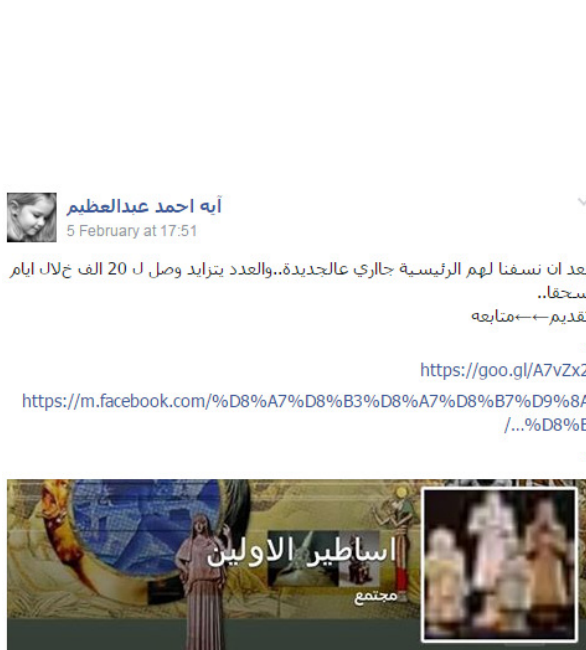 آيه احمد عبدالعظيم
5 February at 17:51
عد ان نسفنا لهم الرئيسية جااري عالجديدة..والعدد يتزايد وصل ل 20 الف خلال ايام
سحقا..
قديم←←متابعه
https://goo.gl/A7vZx2
https://m.facebook.com/%D8%A7%D8%B3%D8%A7%D8%B7%D9%8A
/...%D8%B
اساطير الاولين
مجتمع